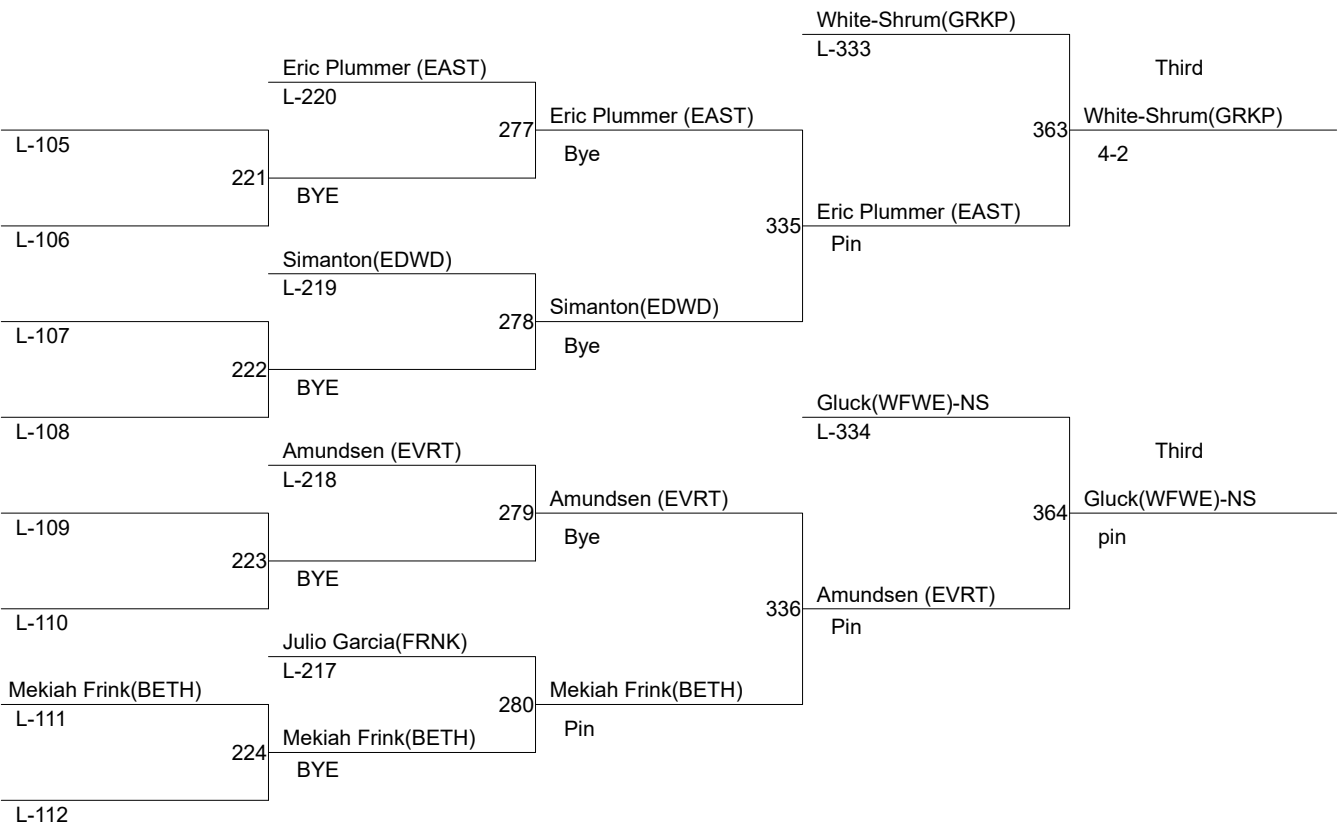 White-Shrum(GRKP)
L-333
Eric Plummer (EAST)
Third
L-220
277
Eric Plummer (EAST)
363
White-Shrum(GRKP)
L-105
Bye
4-2
221
BYE
Eric Plummer (EAST)
335
L-106
Pin
Simanton(EDWD)
L-219
278
Simanton(EDWD)
L-107
Bye
222
BYE
Gluck(WFWE)-NS
L-108
L-334
Amundsen (EVRT)
Third
L-218
279
Amundsen (EVRT)
364
Gluck(WFWE)-NS
L-109
Bye
pin
223
BYE
Amundsen (EVRT)
336
L-110
Pin
Julio Garcia(FRNK)
L-217
Mekiah Frink(BETH)
280
Mekiah Frink(BETH)
L-111
Pin
224
Mekiah Frink(BETH)
BYE
L-112